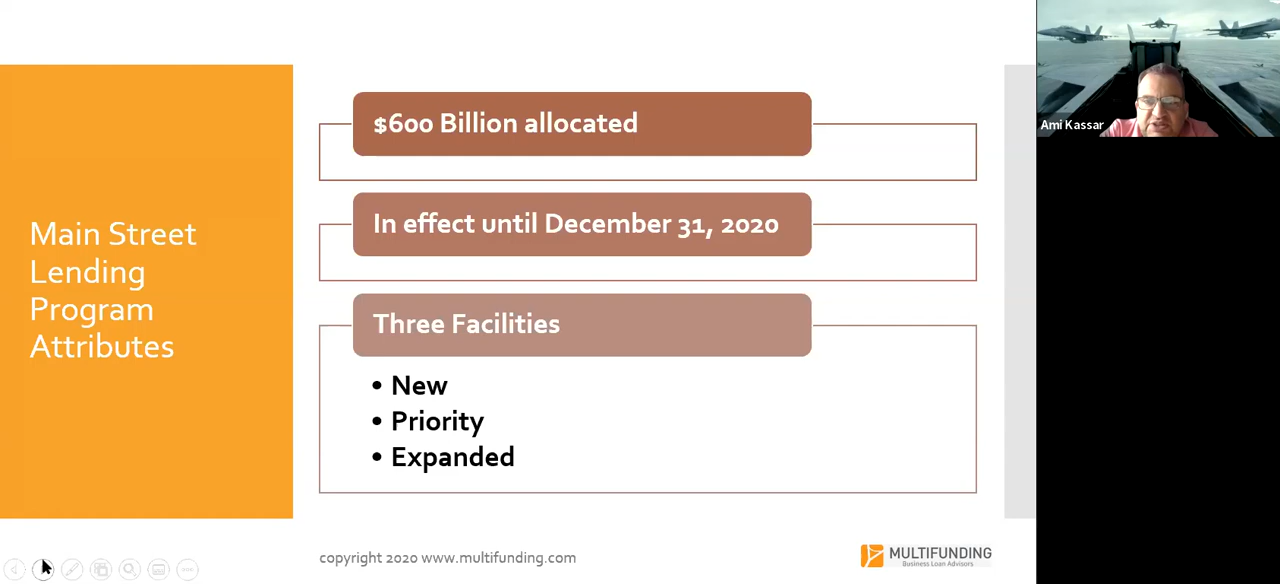 Main Street
Lending
Program
Attributes
$600 Billion allocated
In effect until December 31, 2020
Three Facilities
• New
• Priority
• Expanded
copyright 2020 www.multifunding.com
MULTIFUNDING
Business Loan Advisors
Ami Kassar